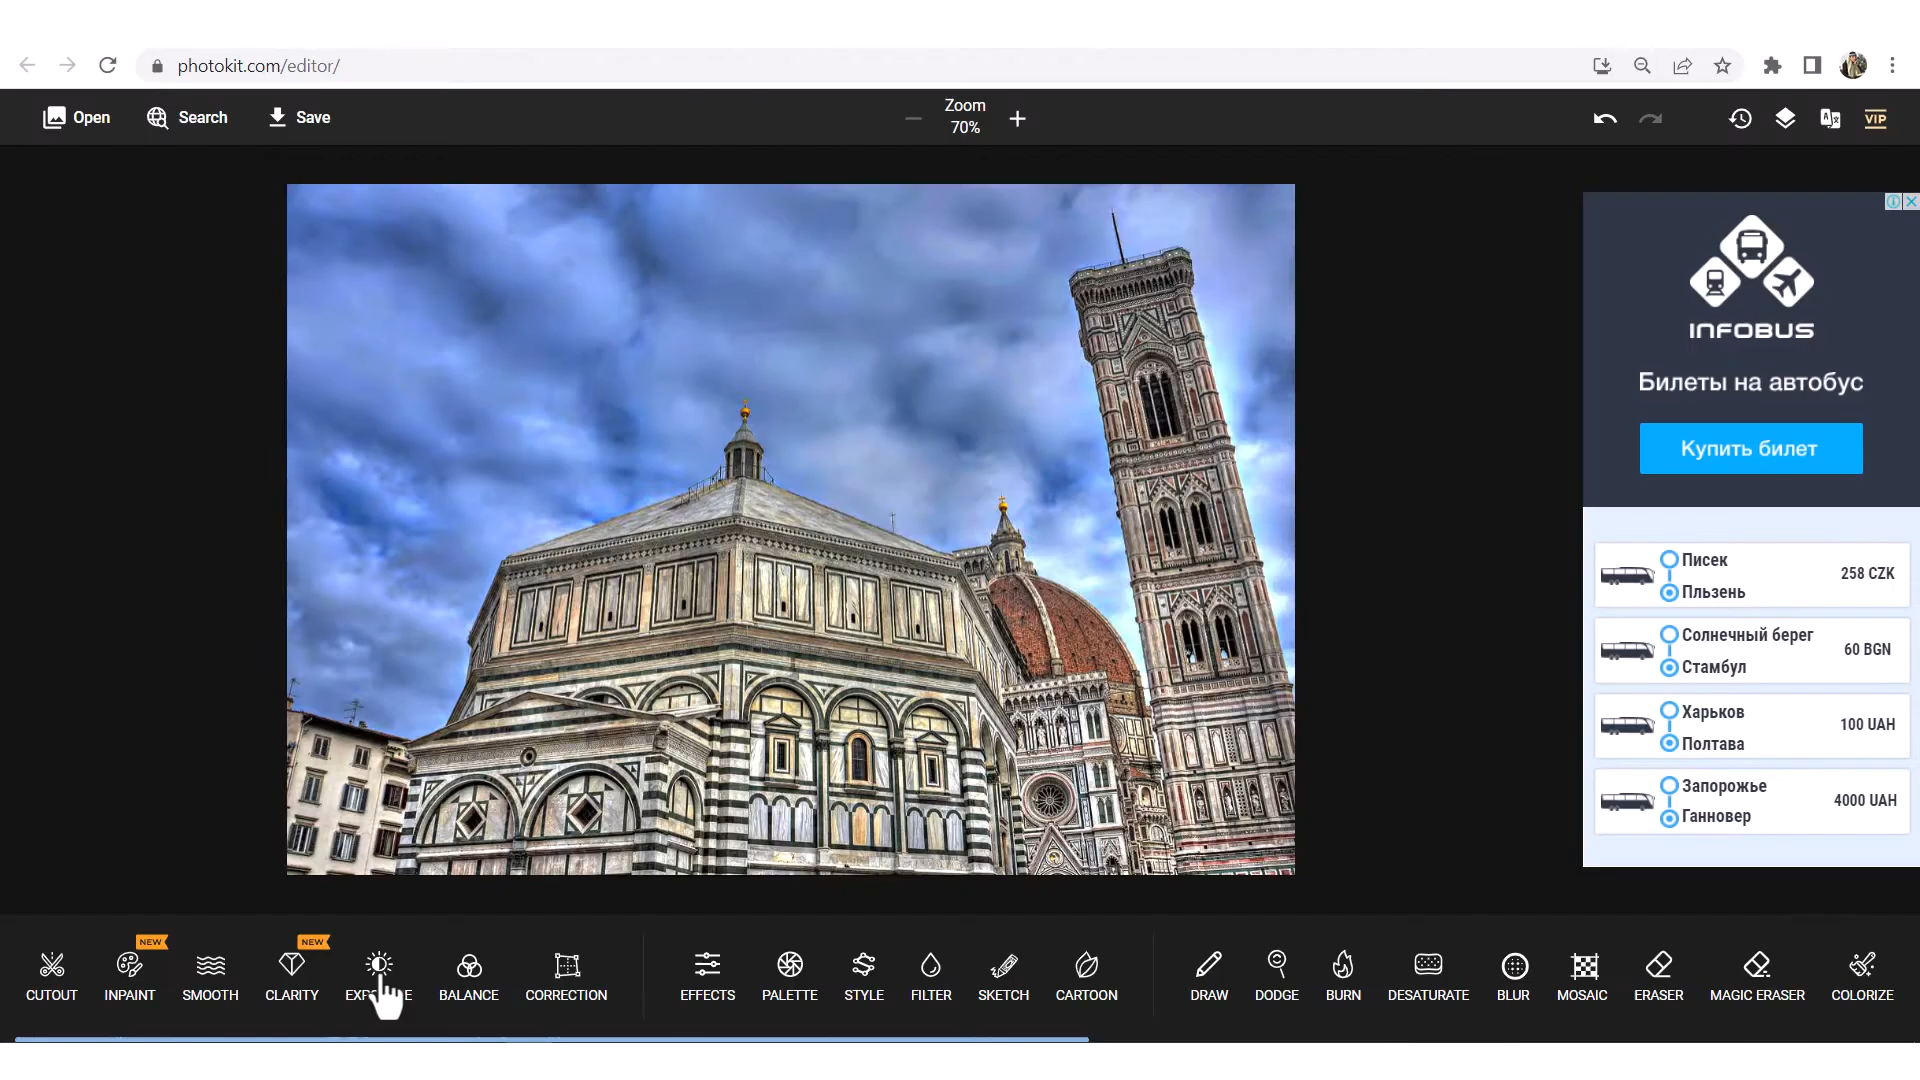 photokit.com/editor/
Open
Search
Save
Zoom
70%
VIP
INFOBUS
Билеты на автобус
Купить билет
Писек
Пльзень
258 CZK
Солнечный берег
Стамбул
60 BGN
Харьков
Полтава
100 UAH
Запорожье
Ганновер
4000 UAH
NEW
NEW
CUTOUT
INPAINT
SMOOTH
CLARITY
BALANCE
CORRECTION
EFFECTS
PALETTE
STYLE
FILTER
SKETCH
CARTOON
DRAW
DODGE
BURN
DESATURATE
BLUR
MOSAIC
ERASER
MAGIC ERASER
COLORIZE